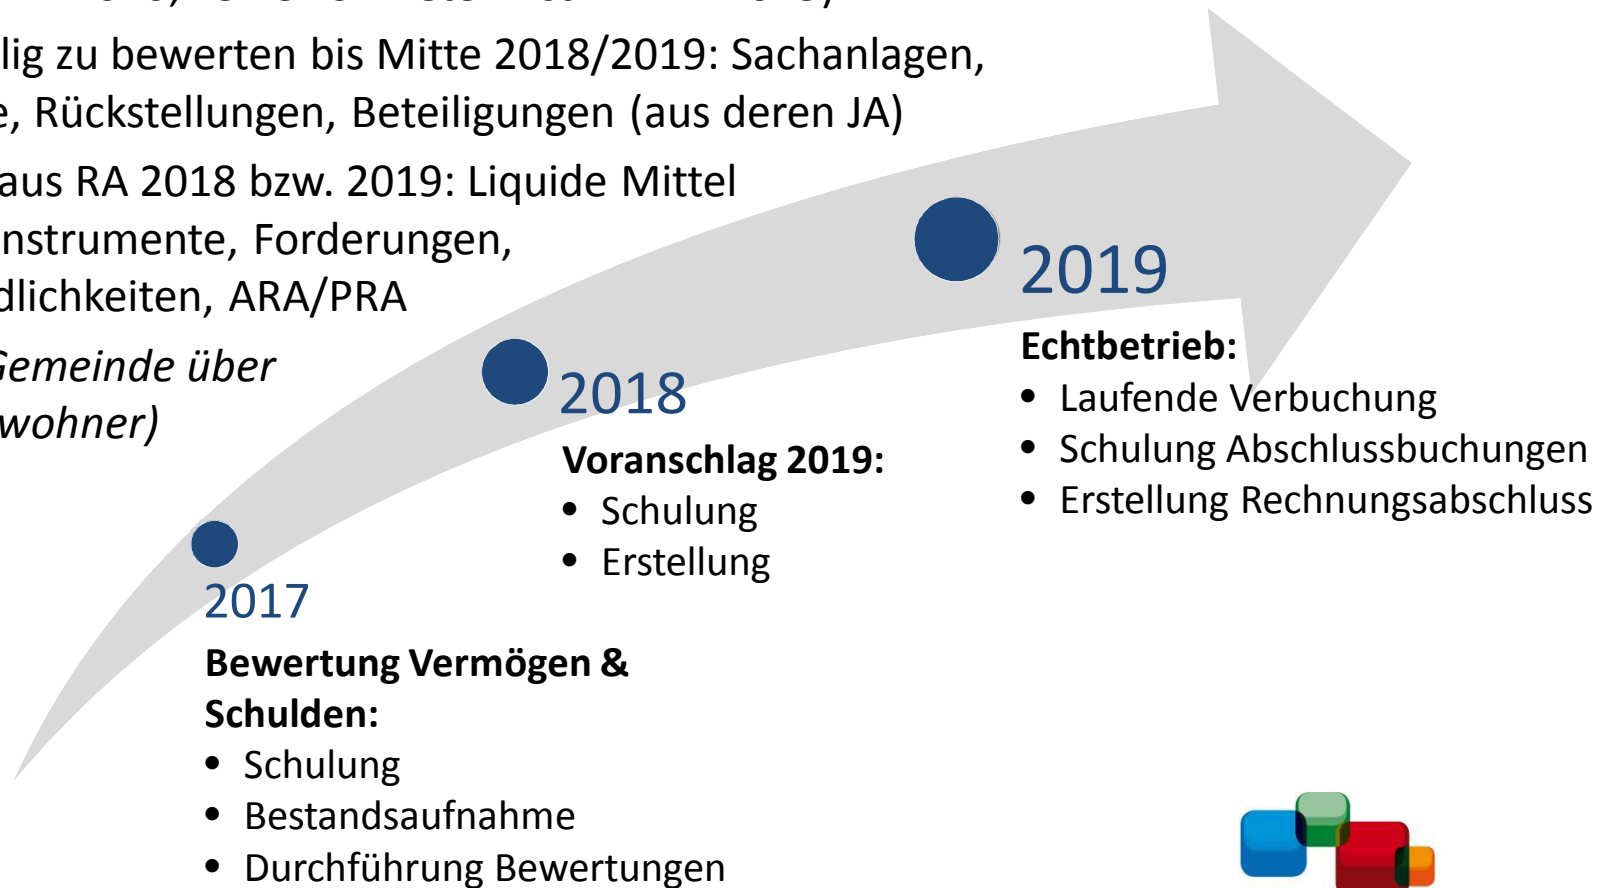 lig zu bewerten bis Mitte 2018/2019: Sachanlagen,
e, Rückstellungen, Beteiligungen (aus deren JA)
aus RA 2018 bzw. 2019: Liquide Mittel
nstrumente, Forderungen,
dlichkeiten, ARA/PRA
Gemeinde über
wohner)
2019
Echtbetrieb:
• Laufende Verbuchung
• Schulung Abschlussbuchungen
• Erstellung Rechnungsabschluss
2018
Voranschlag 2019:
• Schulung
• Erstellung
2017
Bewertung Vermögen &
Schulden:
• Schulung
• Bestandsaufnahme
• Durchführung Bewertungen